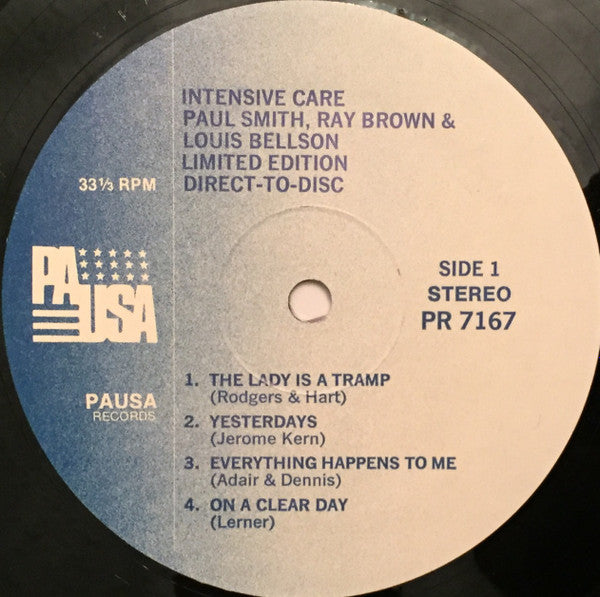 INTENSIVE CARE
PAUL SMITH, RAY BROWN &
LOUIS BELLSON
LIMITED EDITION
DIRECT-TO-DISC
33⅓ RPM
PAUSA
SIDE 1
STEREO
PR 7167
PAUSA
RECORDS
1. THE LADY IS A TRAMP
(Rodgers & Hart)
2. YESTERDAYS
(Jerome Kern)
3. EVERYTHING HAPPENS TO ME
(Adair & Dennis)
4. ON A CLEAR DAY
(Lerner)